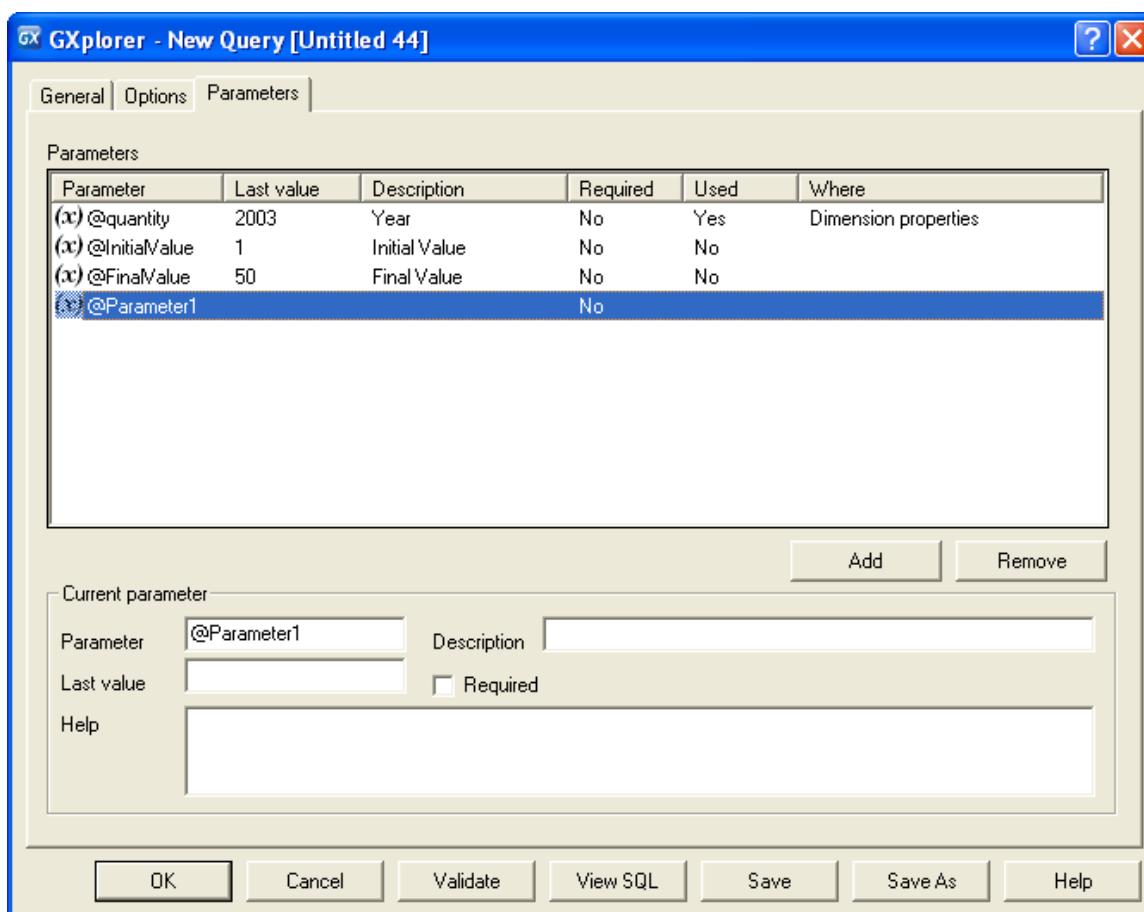 GX GXplorer - New Query [Untitled 44] ?
General Options Parameters
Parameters
Parameter Last value Description Required Used Where
(x) @quantity 2003 Year No Yes Dimension properties
(x) @InitialValue 1 Initial Value No No
(x) @FinalValue 50 Final Value No No
(x) @Parameter1 No
Add Remove
Current parameter
Parameter @Parameter1 Description
Last value Required
Help
OK Cancel Validate View SQL Save Save As Help